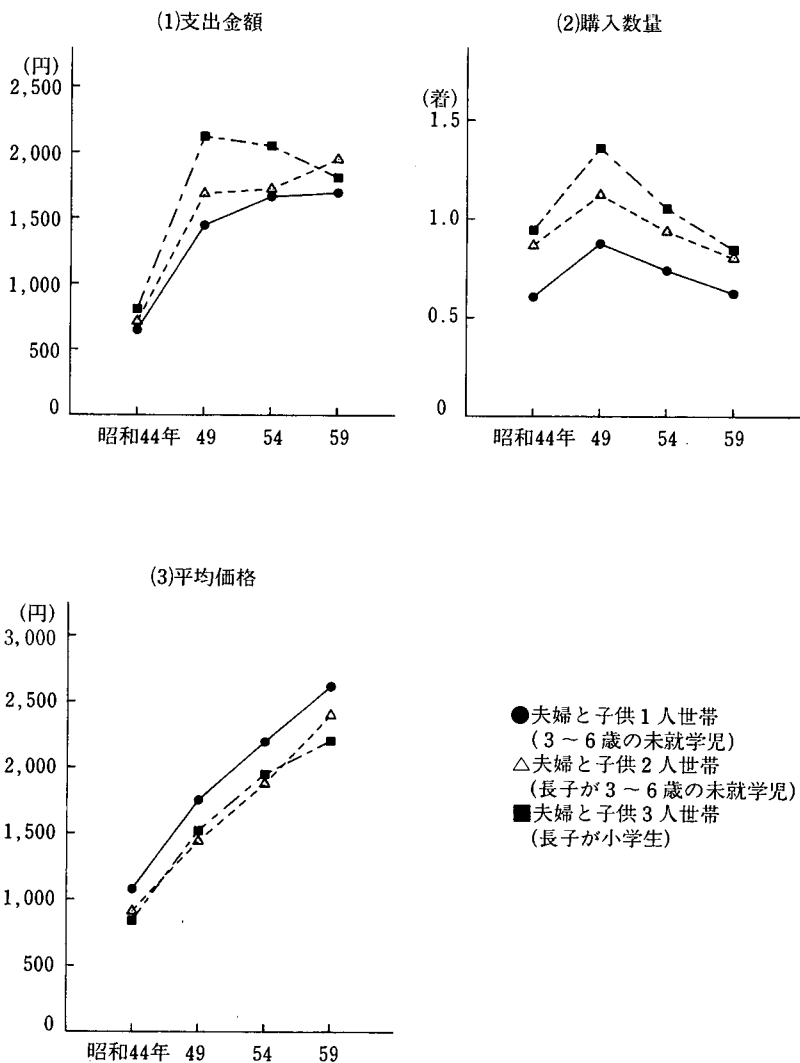 (1)支出金額
(円)
2,500
2,000
1,500
1,000
500
0
昭和44年 49 54 59
(2)購入数量
(着)
1.5
1.0
0.5
0
昭和44年 49 54 59
(3)平均価格
(円)
3,000
2,500
2,000
1,500
1,000
500
0
昭和44年 49 54 59
●夫婦と子供1人世帯
(3～6歳の未就学児)
△夫婦と子供2人世帯
(長子が3～6歳の未就学児)
■夫婦と子供3人世帯
(長子が小学生)